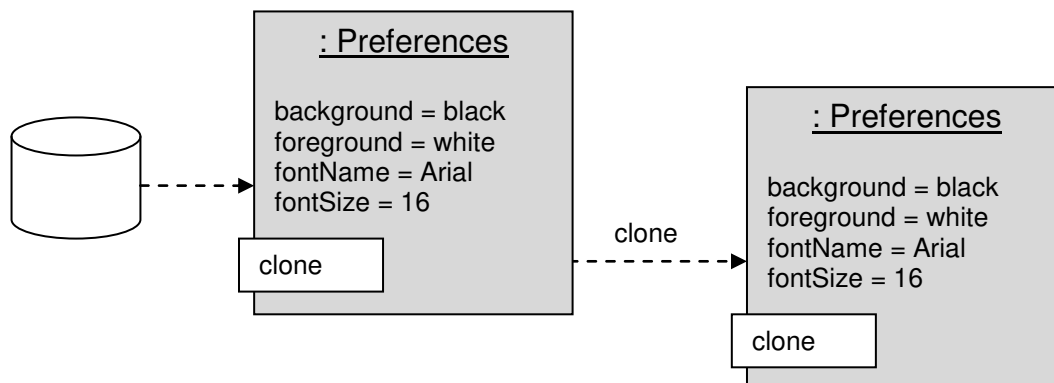 : Preferences
background = black
foreground = white
fontName = Arial
fontSize = 16
clone
clone
: Preferences
background = black
foreground = white
fontName = Arial
fontSize = 16
clone